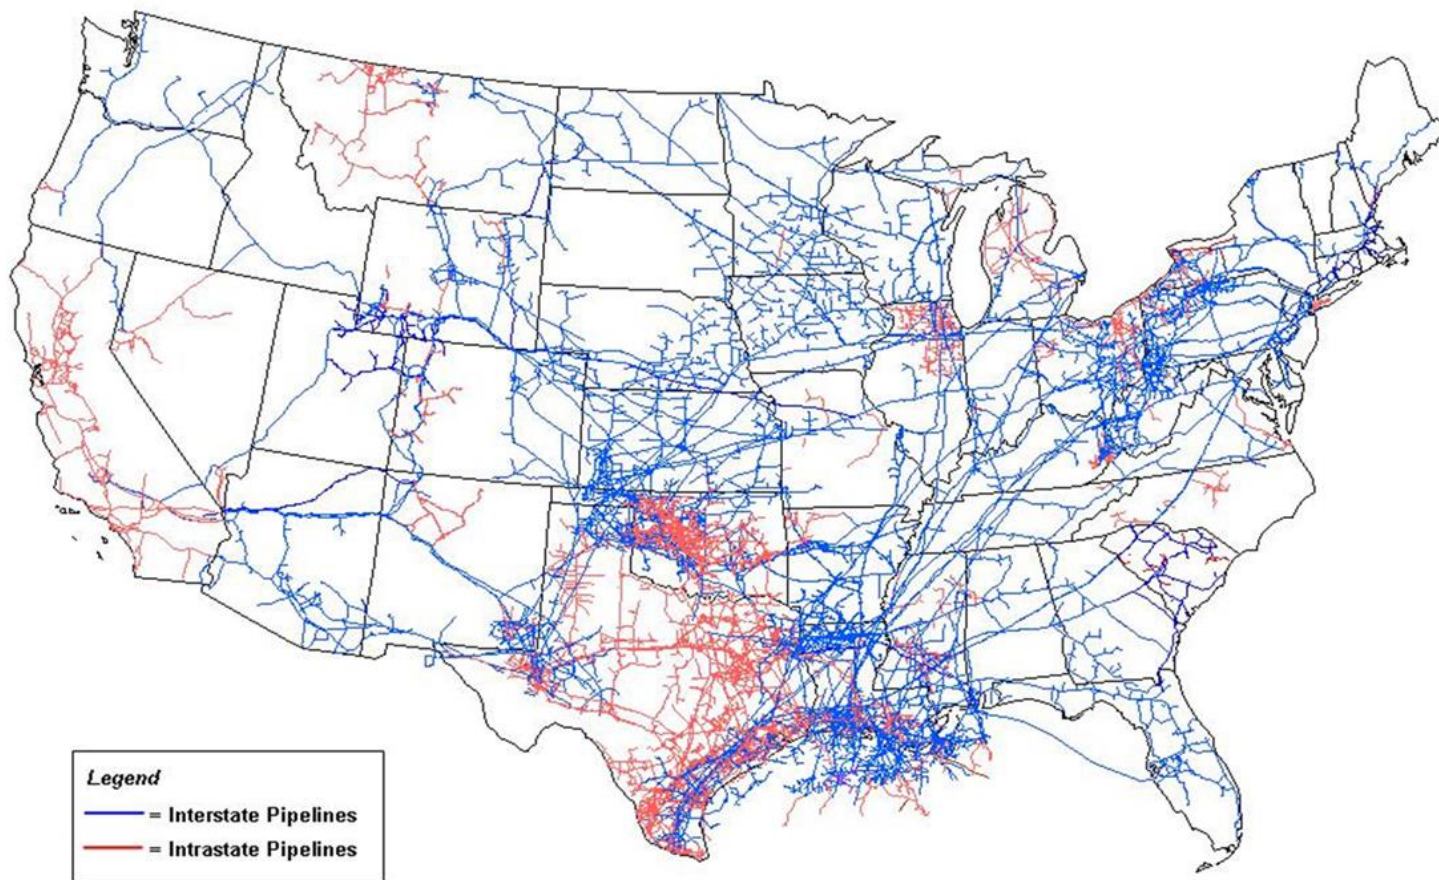 Legend
= Interstate Pipelines
= Intrastate Pipelines